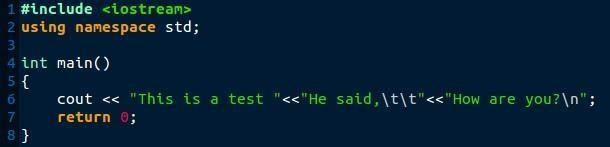 1 #include <iostream>
2 using namespace std;
3
4 int main()
5 {
6     cout << "This is a test "<<"He said,\t\t"<<"How are you?\n";
7     return 0;
8 }